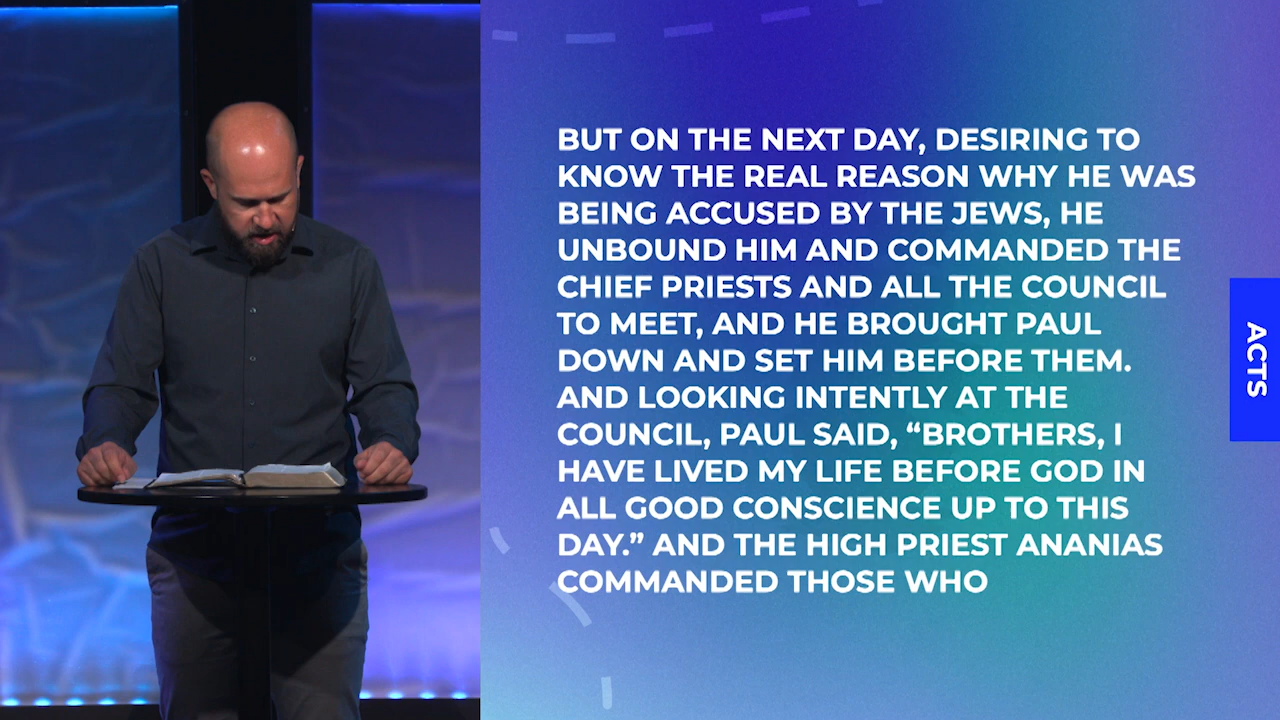 BUT ON THE NEXT DAY, DESIRING TO
KNOW THE REAL REASON WHY HE WAS
BEING ACCUSED BY THE JEWS, HE
UNBOUND HIM AND COMMANDED THE
CHIEF PRIESTS AND ALL THE COUNCIL
TO MEET, AND HE BROUGHT PAUL
DOWN AND SET HIM BEFORE THEM.
AND LOOKING INTENTLY AT THE
COUNCIL, PAUL SAID, “BROTHERS, I
HAVE LIVED MY LIFE BEFORE GOD IN
ALL GOOD CONSCIENCE UP TO THIS
DAY.” AND THE HIGH PRIEST ANANIAS
COMMANDED THOSE WHO
ACTS